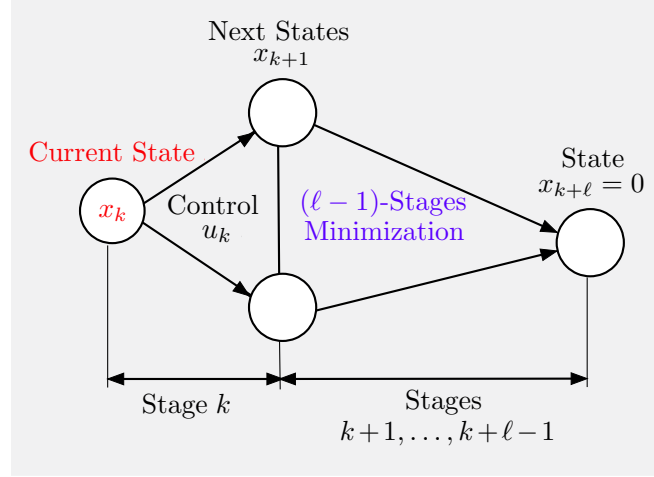 Next States
x_{k+1}
Current State
State
x_{k+ℓ} = 0
x_k
Control
u_k
(ℓ − 1)-Stages
Minimization
Stage k
Stages
k+1, . . . , k+ℓ−1